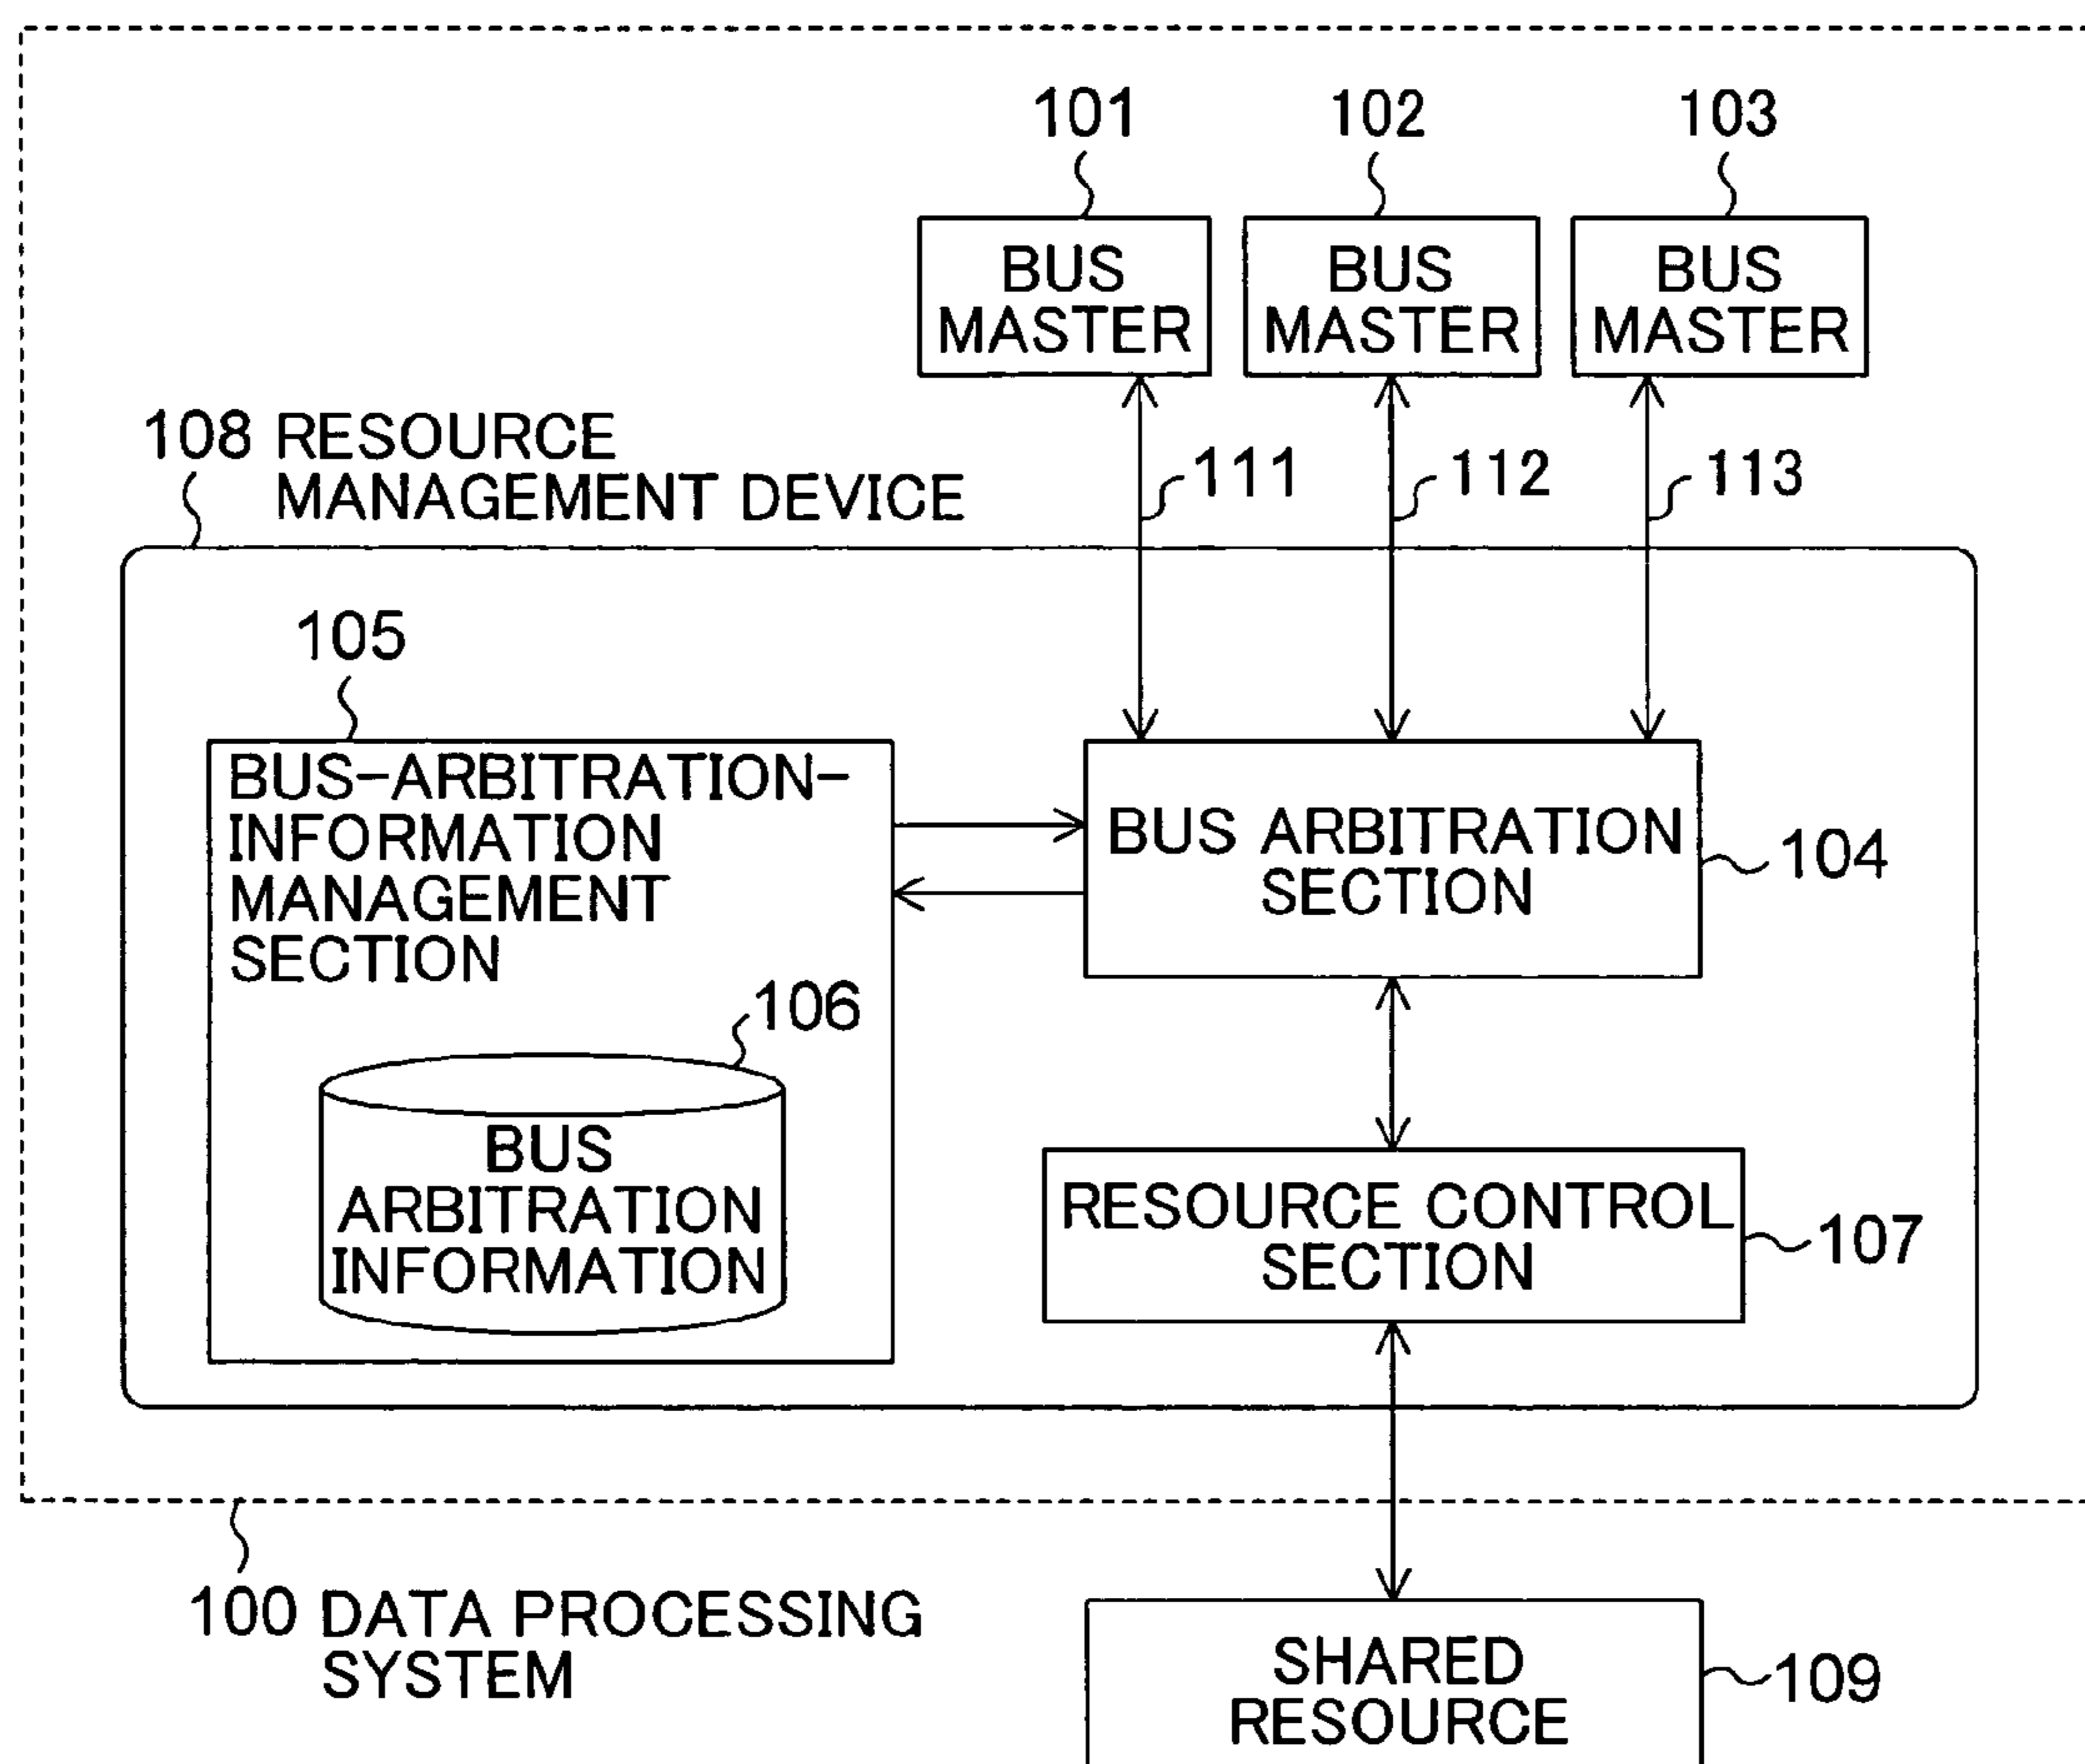 101
102
103
BUS
MASTER
BUS
MASTER
BUS
MASTER
108 RESOURCE
MANAGEMENT DEVICE
111
112
113
105
BUS-ARBITRATION-
INFORMATION
MANAGEMENT
SECTION
BUS ARBITRATION
SECTION
104
106
BUS
ARBITRATION
INFORMATION
RESOURCE CONTROL
SECTION
107
100 DATA PROCESSING
SYSTEM
SHARED
RESOURCE
109